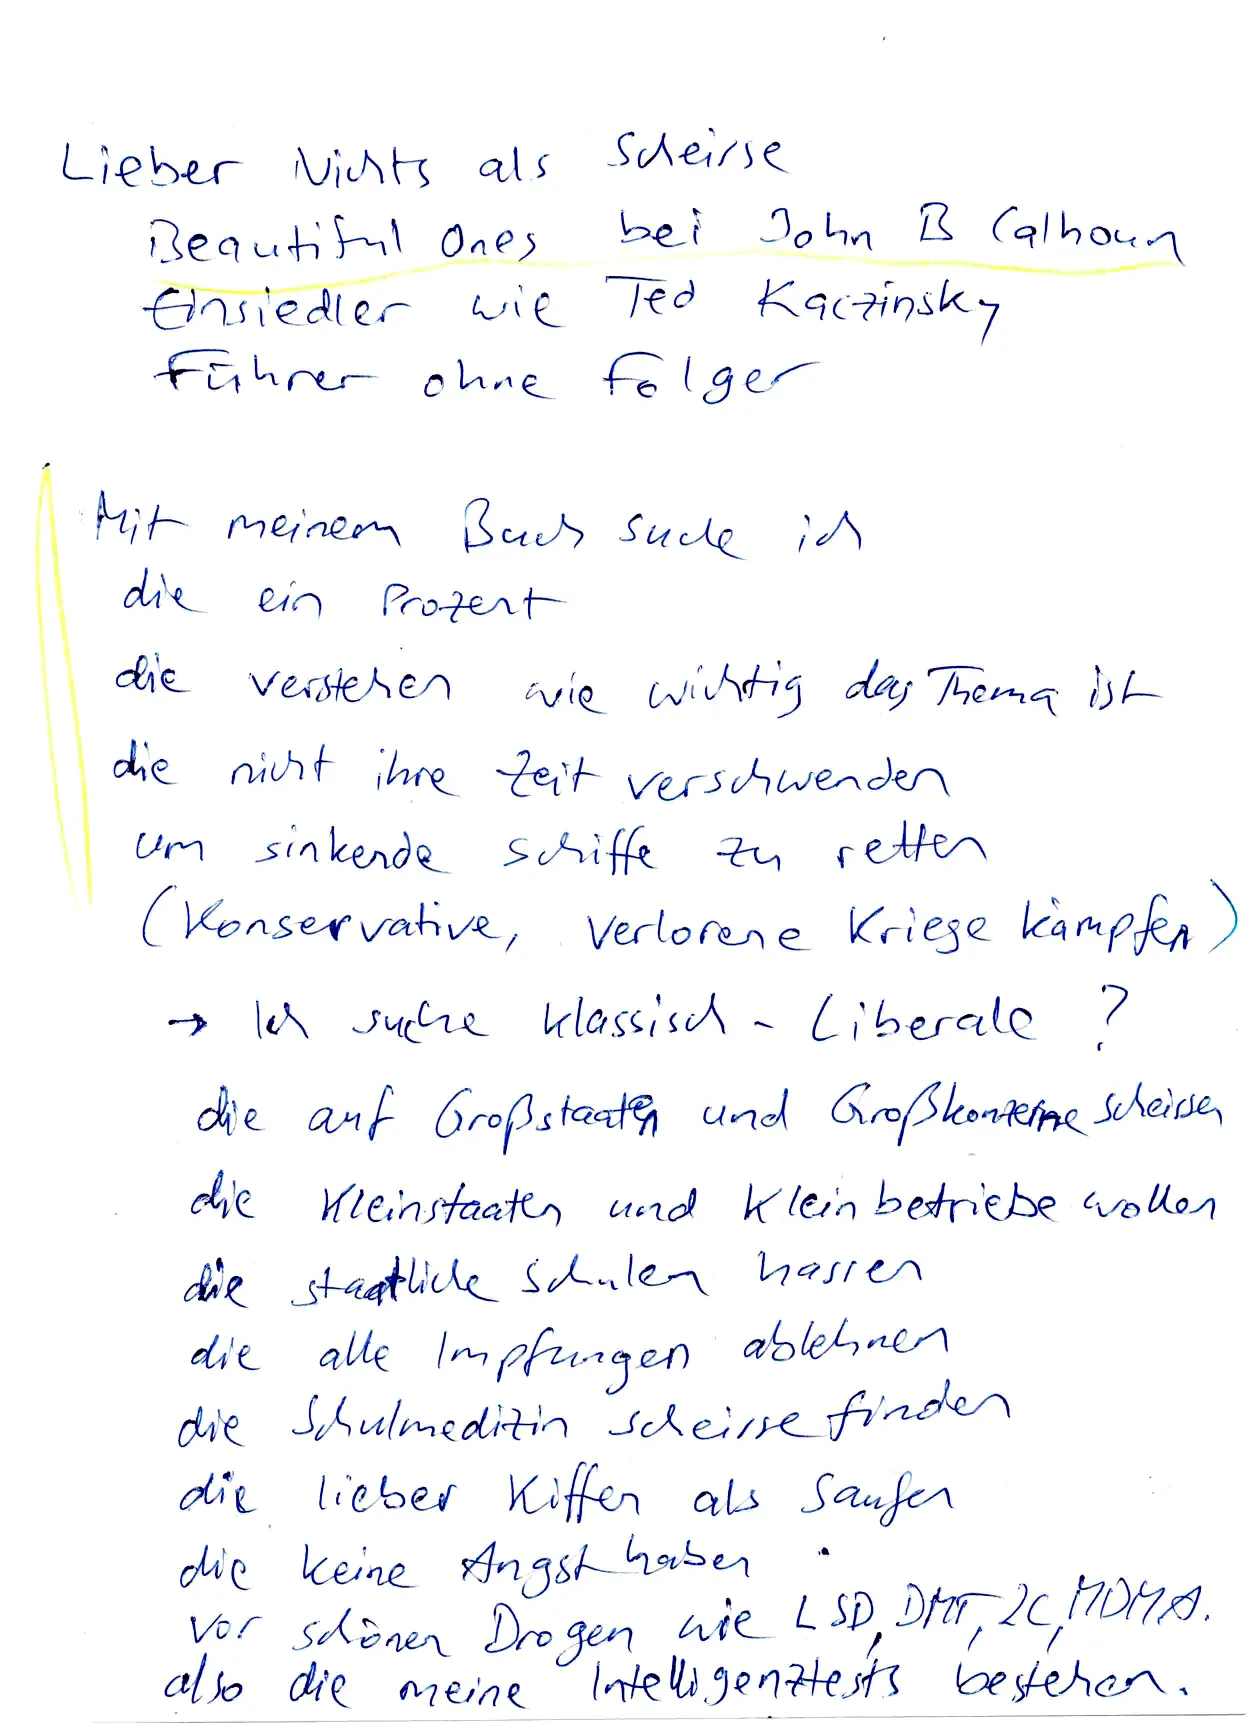 Lieber Nichts als Scheisse
Beautiful Ones bei John B Calhoun
Einsiedler wie Ted Kaczinsky
Führer ohne Folger
Mit meinem Buch suche ich
die ein Prozent
die verstehen wie wichtig das Thema ist
die nicht ihre Zeit verschwenden
um sinkende Schiffe zu retten
(Konservative, verlorene Kriege kämpfen)
→ Ich suche klassisch - Liberale ?
die auf Großstaaten und Großkonzerne scheissen
die Kleinstaaten und Kleinbetriebe wollen
die staatliche Schulen hassen
die alle Impfungen ablehnen
die Schulmedizin scheisse finden
die lieber Kiffen als Saufen
die keine Angst haben
vor schönen Drogen wie LSD, DMT, 2C, MDMA.
also die meine Intelligenztests bestehen.